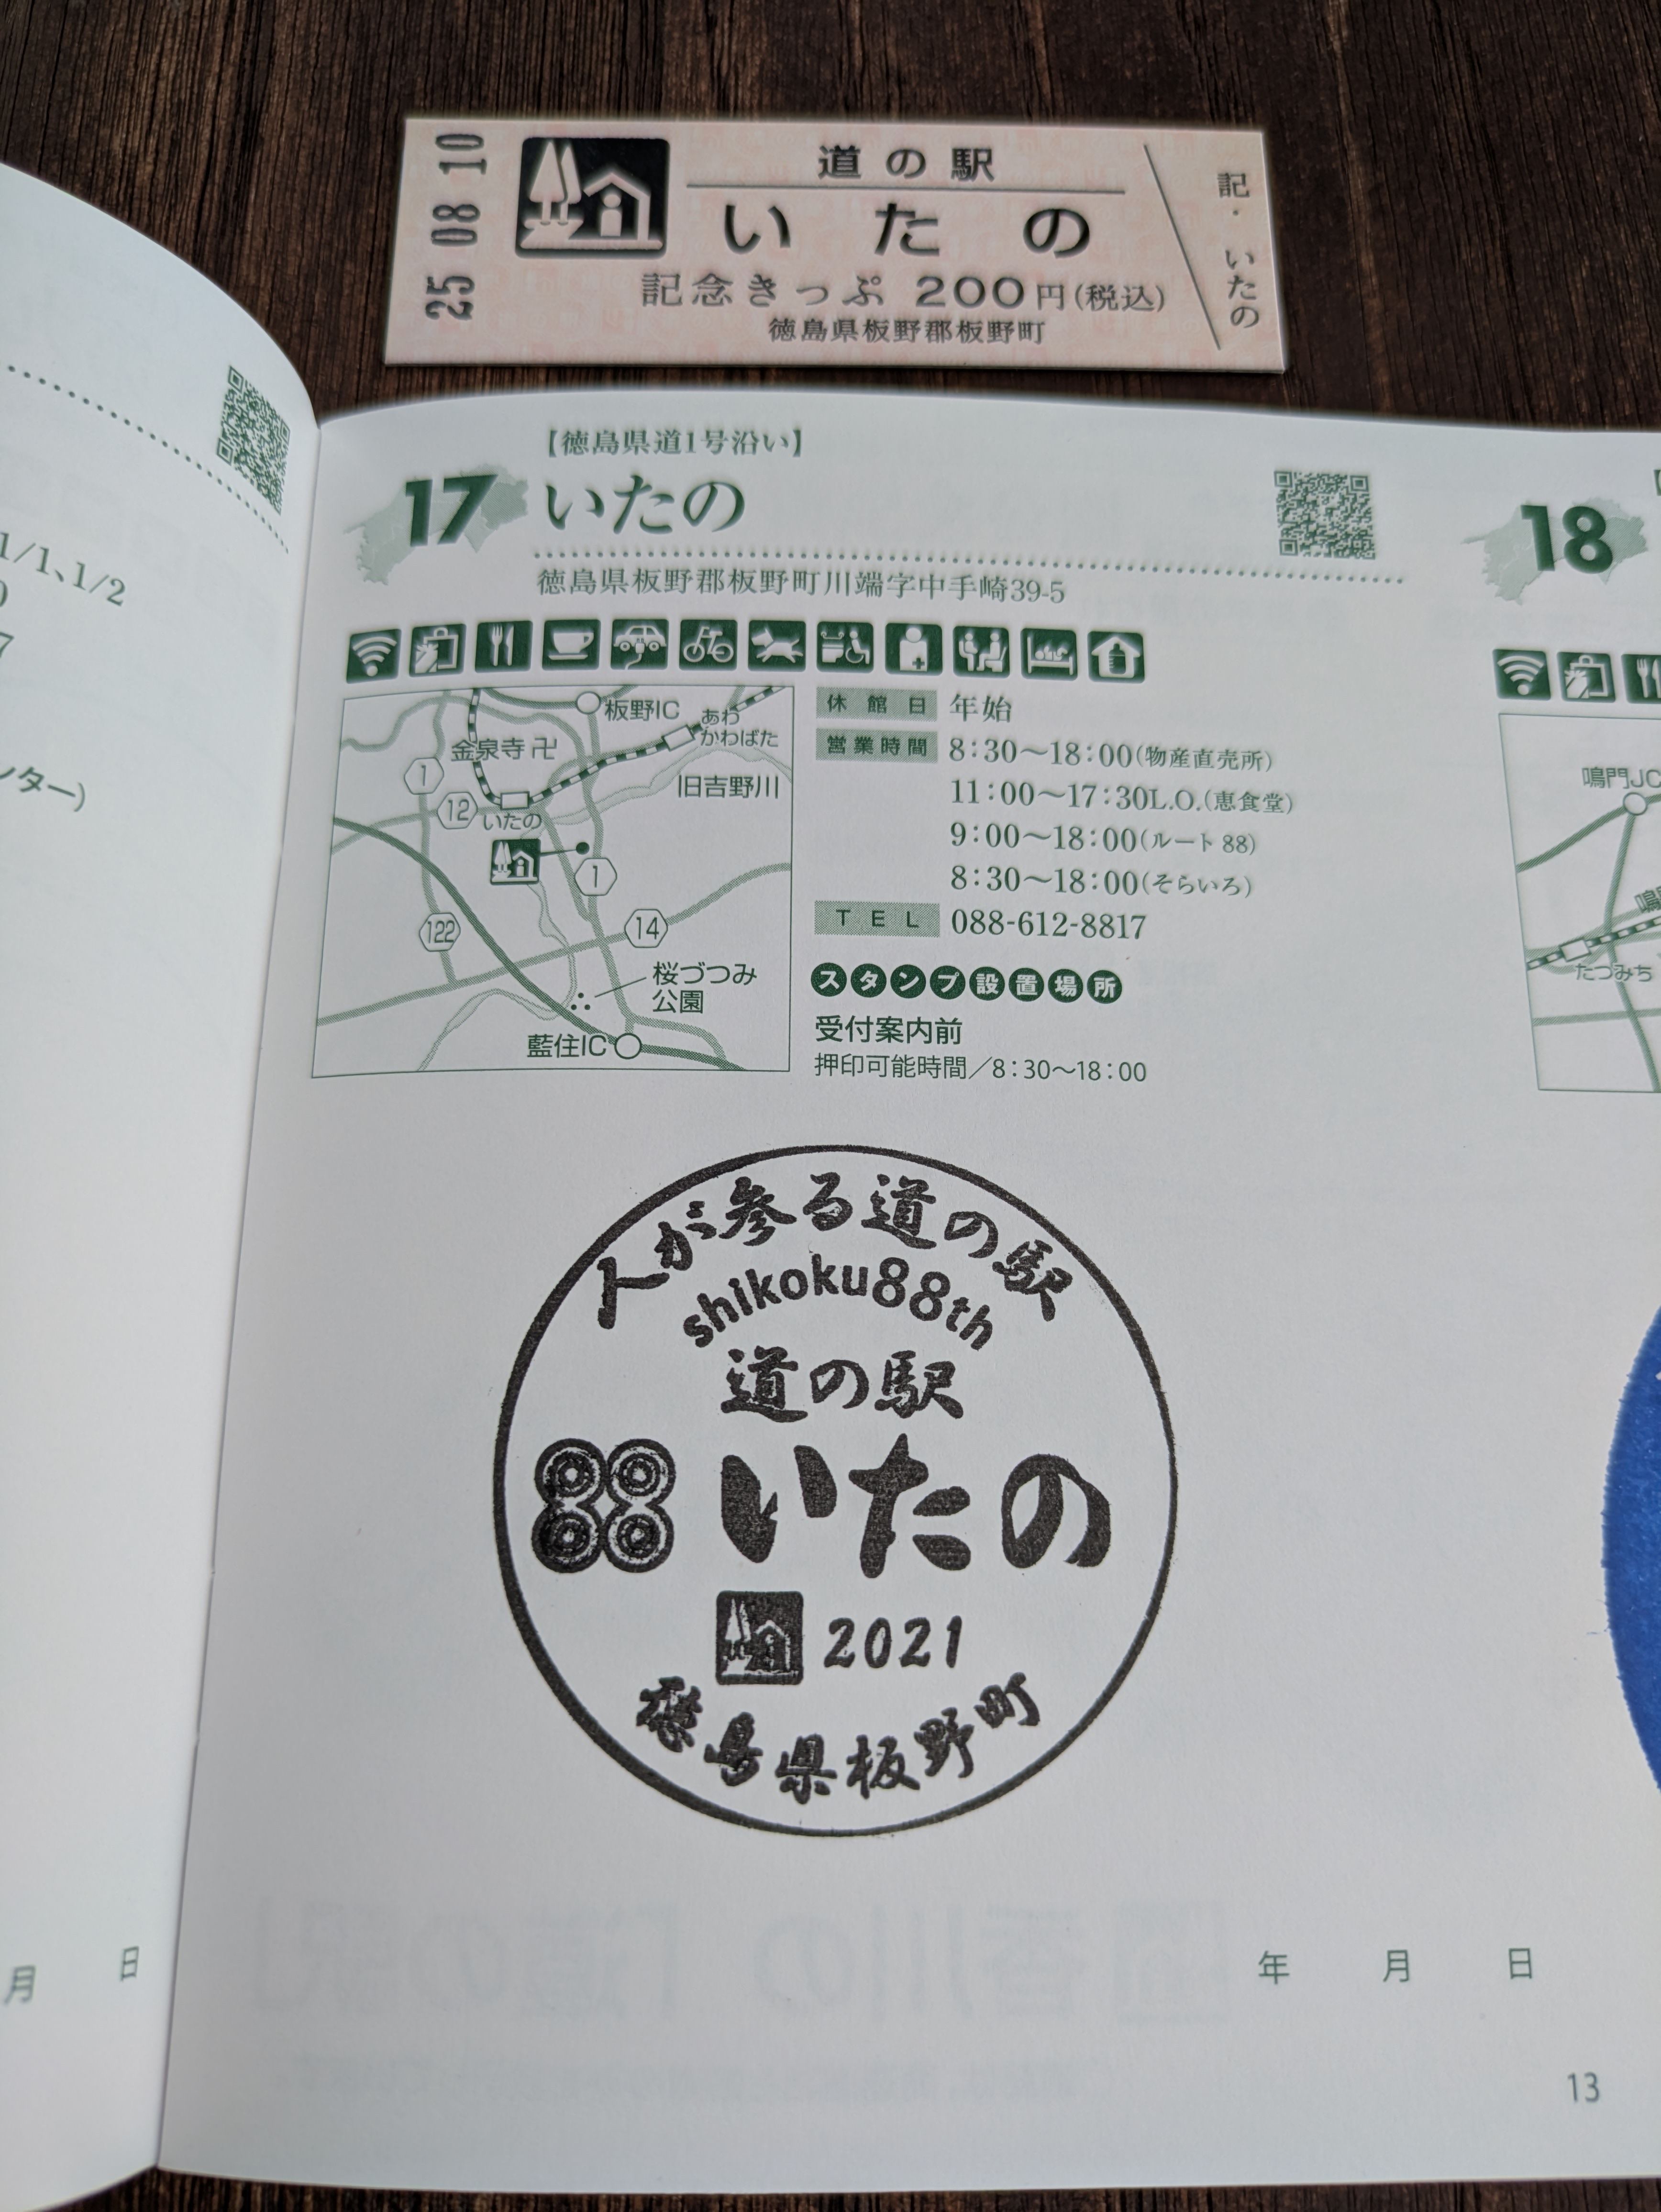 25 08 10
道の駅
いたの
記念きっぷ 200円(税込)
徳島県板野郡板野町
記・いたの
1/1、1/2
ンター)
月 日
【徳島県道1号沿い】
17 いたの
徳島県板野郡板野町川端字中手崎39-5
板野IC
あわ
かわばた
金泉寺卍
旧吉野川
1
12
いたの
1
122
14
桜づつみ
公園
藍住IC
休館日 年始
営業時間 8:30～18:00(物産直売所)
11:00～17:30L.O.(恵食堂)
9:00～18:00(ルート88)
8:30～18:00(そらいろ)
TEL 088-612-8817
スタンプ設置場所
受付案内前
押印可能時間／8:30～18:00
人が参る道の駅
shikoku88th
道の駅
いたの
2021
徳島県板野町
年 月 日
13
18
鳴門JC
たつみち